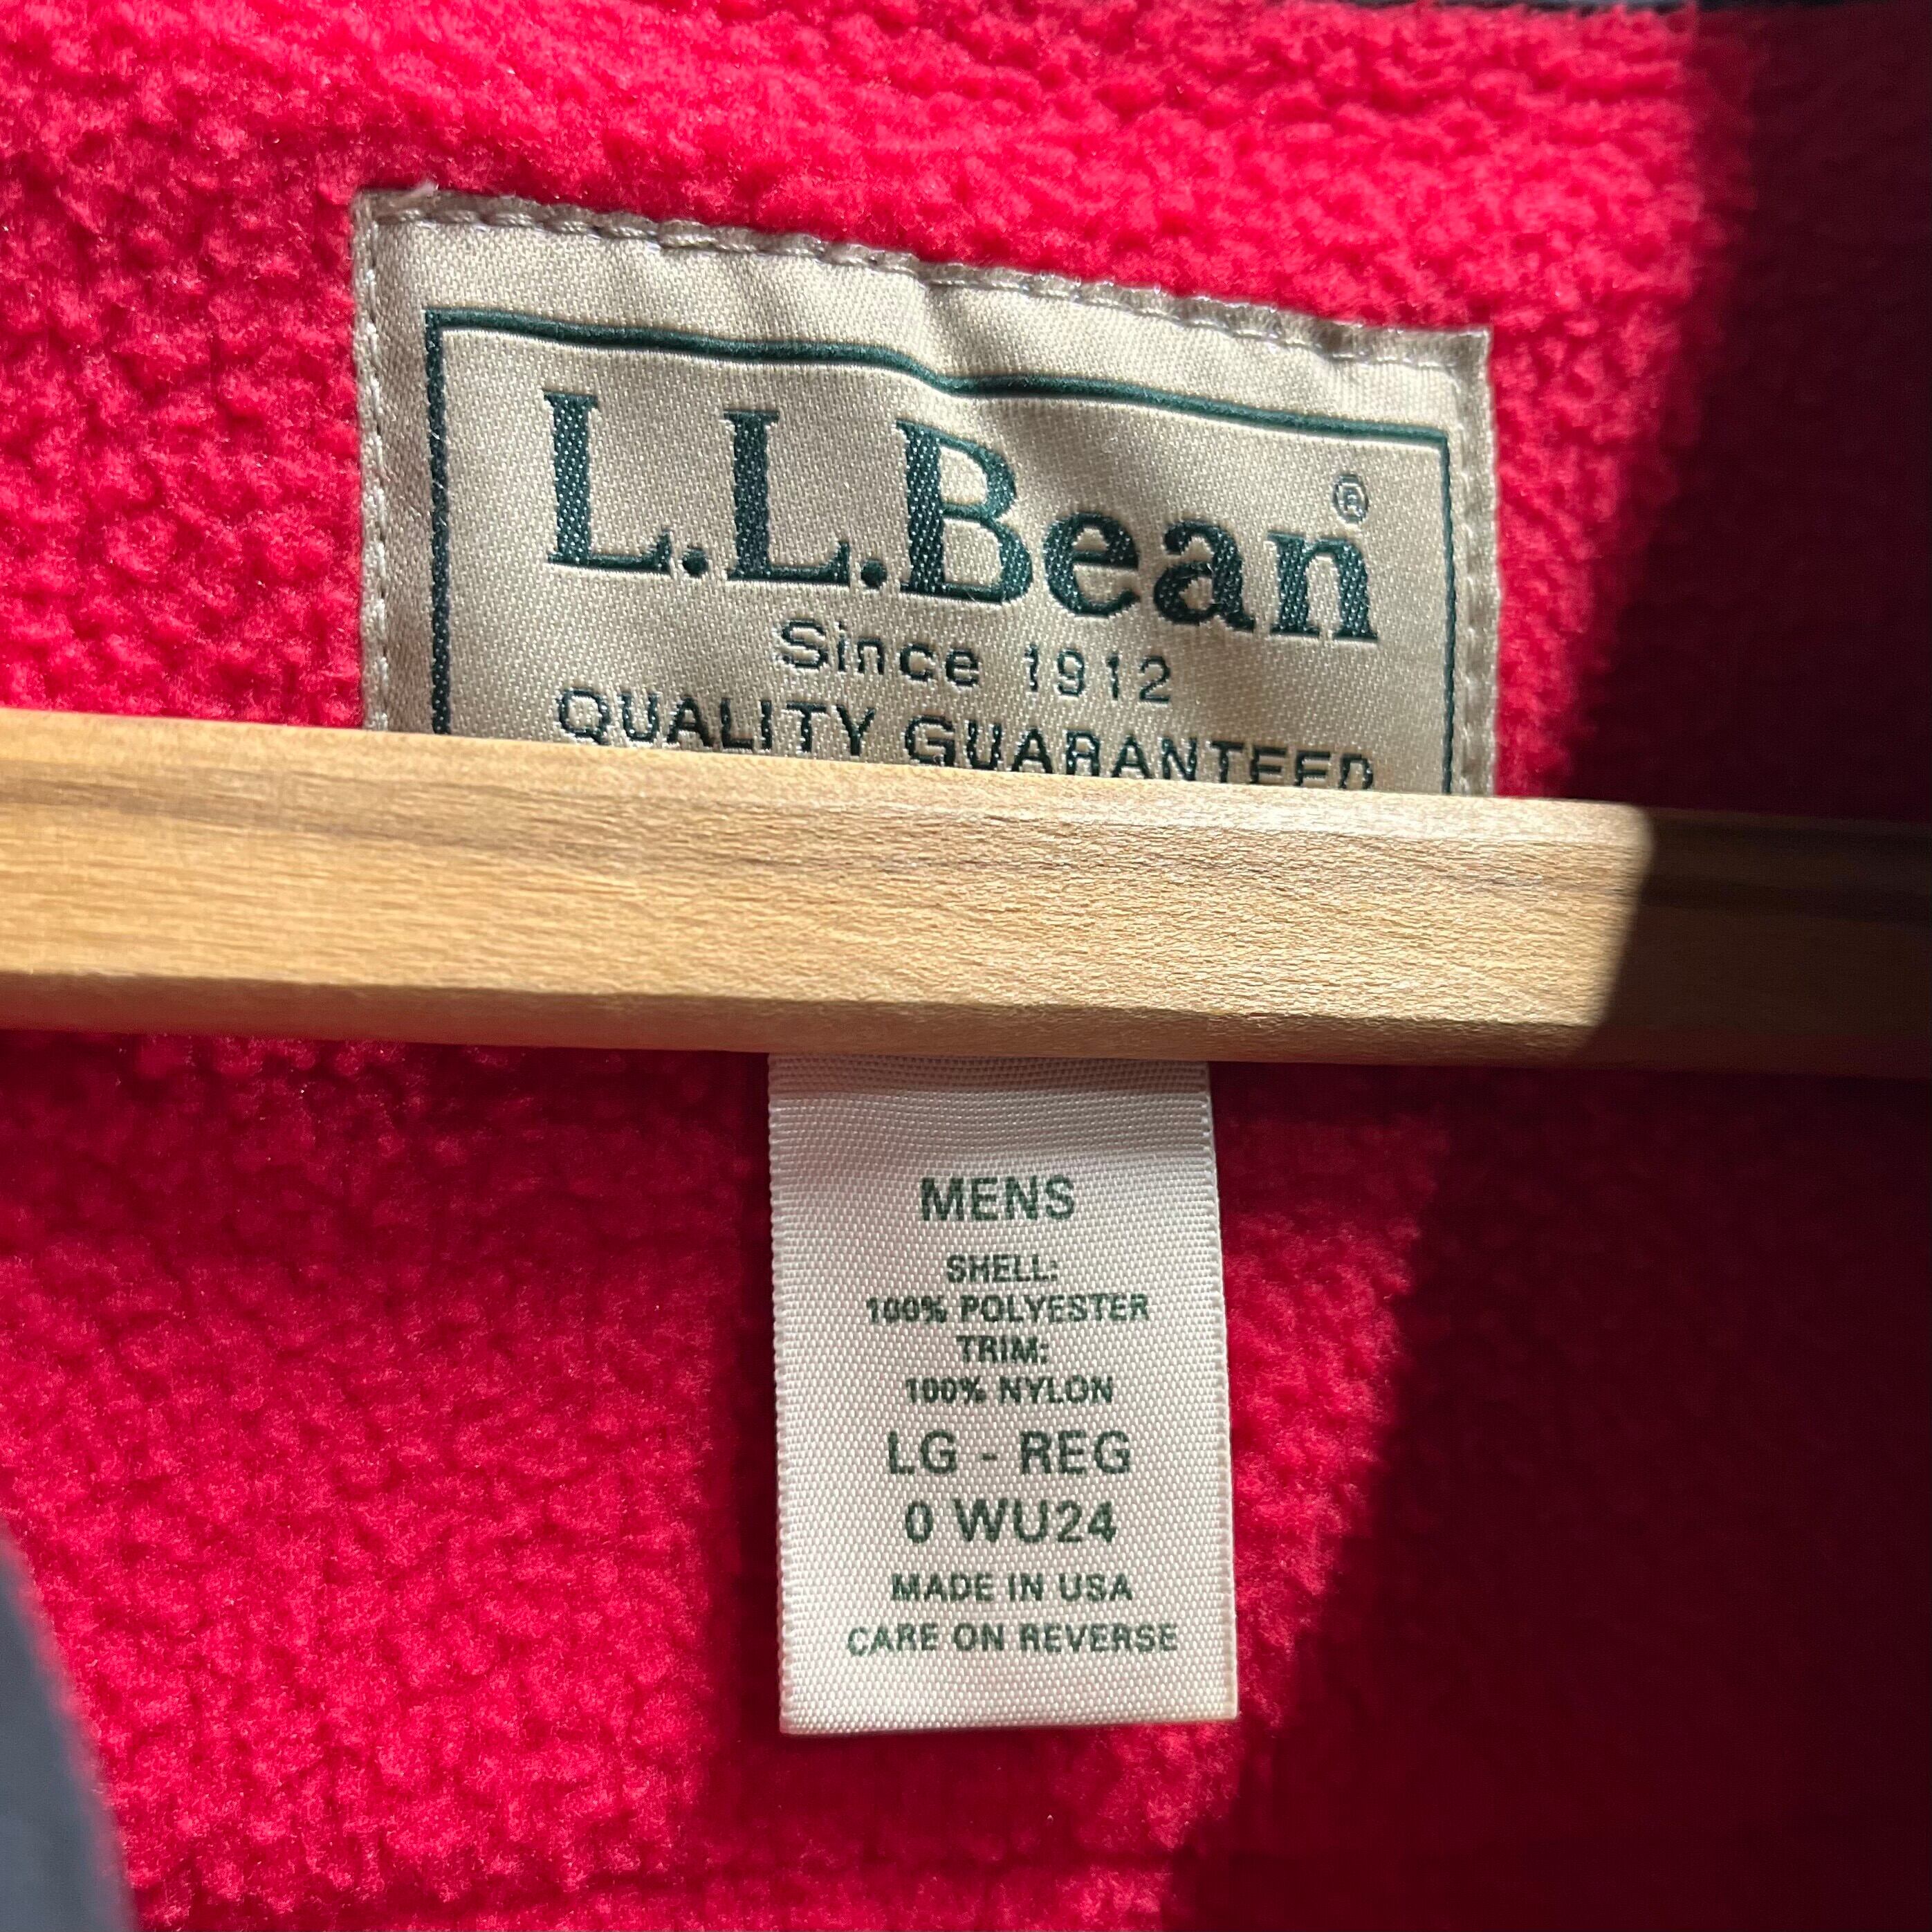 L.L.Bean®
Since 1912
QUALITY GUARANTEED
MENS
SHELL:
100% POLYESTER
TRIM:
100% NYLON
LG - REG
0 WU24
MADE IN USA
CARE ON REVERSE